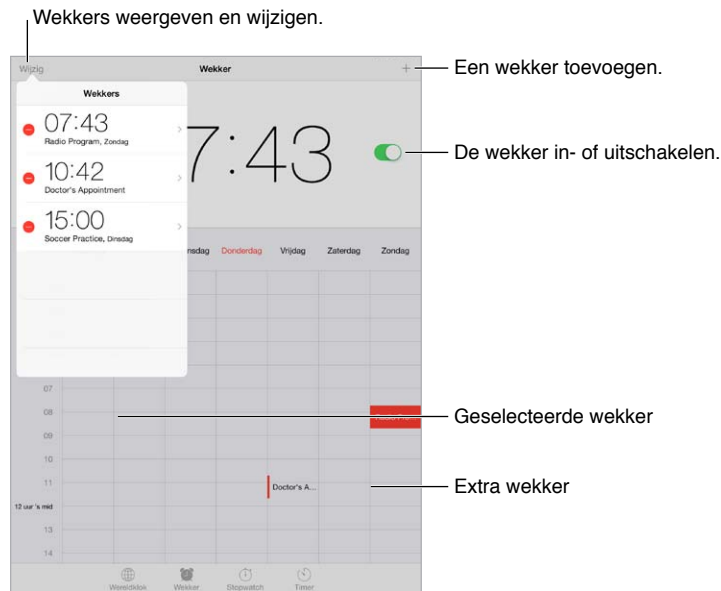 Wekkers weergeven en wijzigen.
Wijzig
Wekker
+
Een wekker toevoegen.
Wekkers
07:43
Radio Program, Zondag
7:43
De wekker in- of uitschakelen.
10:42
Doctor's Appointment
15:00
Soccer Practice, Dinsdag
nsdag Donderdag Vrijdag Zaterdag Zondag
07
08
Geselecteerde wekker
09
10
11
Doctor's A...
Extra wekker
12 uur 's mid
13
14
Wereldklok Wekker Stopwatch Timer